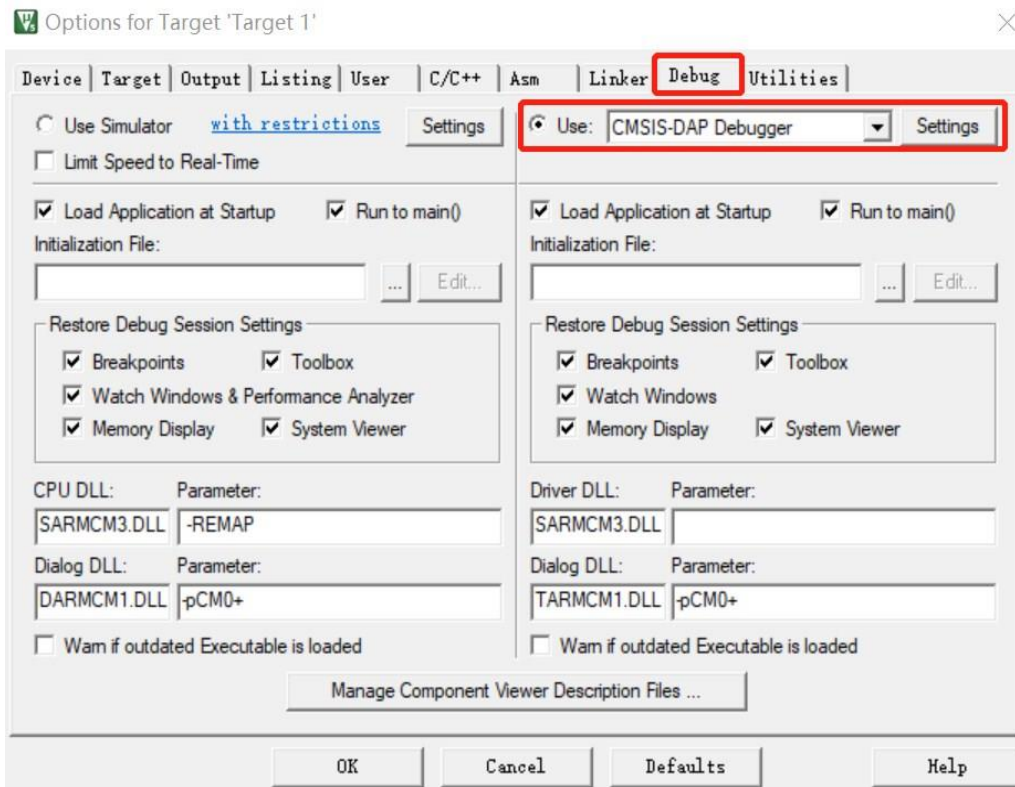 Options for Target 'Target 1'
Device Target Output Listing User C/C++ Asm Linker Debug Utilities
Use Simulator with restrictions Settings
Limit Speed to Real-Time
Use: CMSIS-DAP Debugger Settings
Load Application at Startup Run to main()
Initialization File:
... Edit...
Restore Debug Session Settings
Breakpoints Toolbox
Watch Windows & Performance Analyzer
Memory Display System Viewer
CPU DLL: Parameter:
SARMCM3.DLL -REMAP
Dialog DLL: Parameter:
DARMCM1.DLL -pCM0+
Warn if outdated Executable is loaded
Load Application at Startup Run to main()
Initialization File:
... Edit...
Restore Debug Session Settings
Breakpoints Toolbox
Watch Windows
Memory Display System Viewer
Driver DLL: Parameter:
SARMCM3.DLL
Dialog DLL: Parameter:
TARMCM1.DLL -pCM0+
Warn if outdated Executable is loaded
Manage Component Viewer Description Files ...
OK Cancel Defaults Help